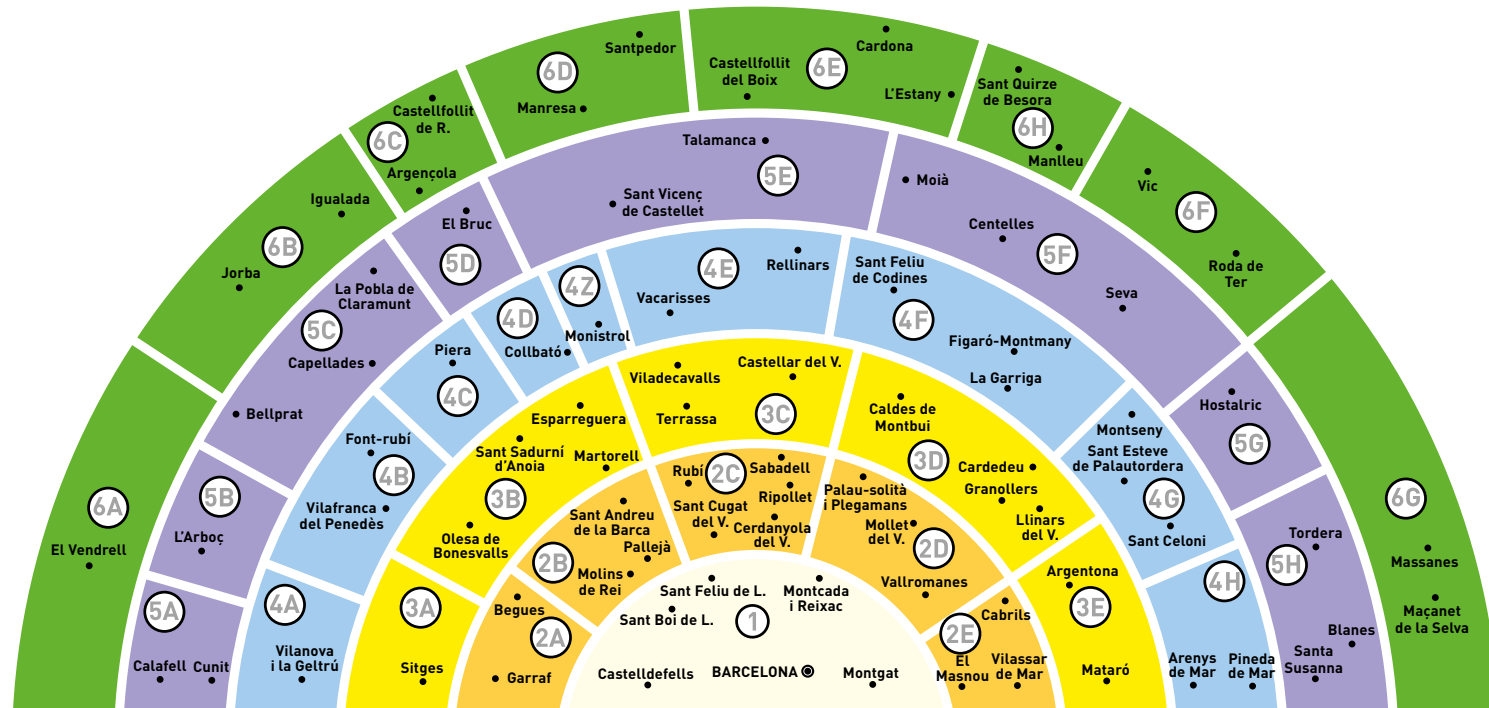 Santpedor
6D
Manresa
Cardona
6E
Castellfollit
del Boix
L'Estany
Sant Quirze
de Besora
6H
Manlleu
Castellfollit
de R.
6C
Argençola
Vic
6F
Roda de
Ter
Igualada
6B
Jorba
6A
El Vendrell
6G
Massanes
Maçanet
de la Selva
Talamanca
5E
Sant Vicenç
de Castellet
Moià
Centelles
5F
Seva
El Bruc
5D
La Pobla de
Claramunt
5C
Capellades
Bellprat
5B
L'Arboç
5A
Calafell
Cunit
Hostalric
5G
Tordera
5H
Blanes
Santa
Susanna
4Z
Monistrol
4E
Rellinars
Vacarisses
Sant Feliu
de Codines
4F
Figaró-Montmany
La Garriga
4D
Collbató
Piera
4C
Font-rubí
4B
Vilafranca
del Penedès
4A
Vilanova
i la Geltrú
Montseny
Sant Esteve
de Palautordera
4G
Sant Celoni
4H
Arenys
de Mar
Pineda
de Mar
Viladecavalls
Castellar del V.
Terrassa
3C
Caldes de
Montbui
3D
Cardedeu
Granollers
Llinars
del V.
Esparreguera
Sant Sadurní
d'Anoia
Martorell
3B
Olesa de
Bonesvalls
3A
Sitges
Argentona
3E
Mataró
Rubí
2C
Sabadell
Ripollet
Sant Cugat
del V.
Cerdanyola
del V.
Palau-solità
i Plegamans
Mollet
del V.
2D
Vallromanes
Sant Andreu
de la Barca
Pallejà
2B
Molins
de Rei
Begues
2A
Garraf
Cabrils
2E
El
Masnou
Vilassar
de Mar
Sant Feliu de L.
Montcada
i Reixac
Sant Boi de L.
1
Castelldefells
BARCELONA
Montgat